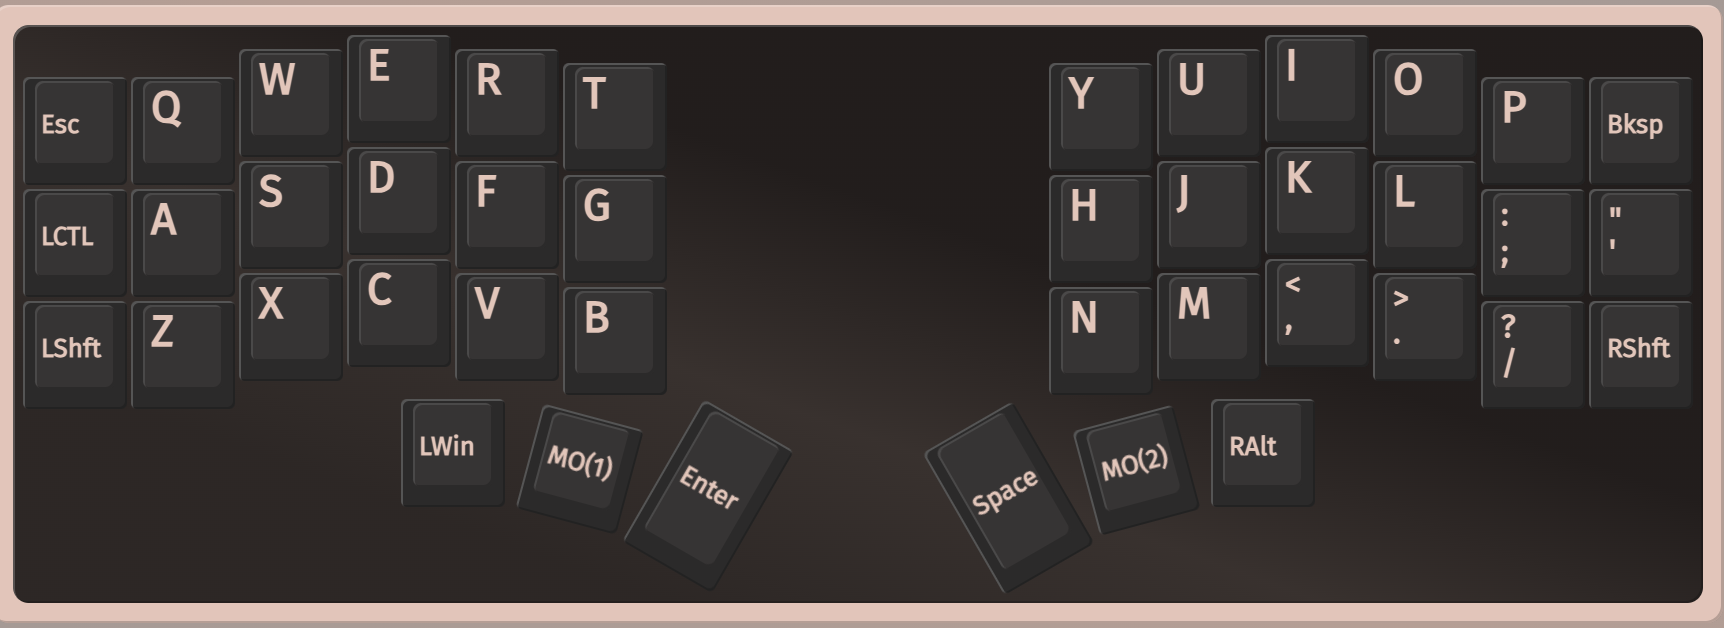 Esc Q W E R T Y U I O P Bksp
LCTL A S D F G H J K L : ; " '
LShft Z X C V B N M < , > . ? / RShft
LWin MO(1) Enter Space MO(2) RAlt